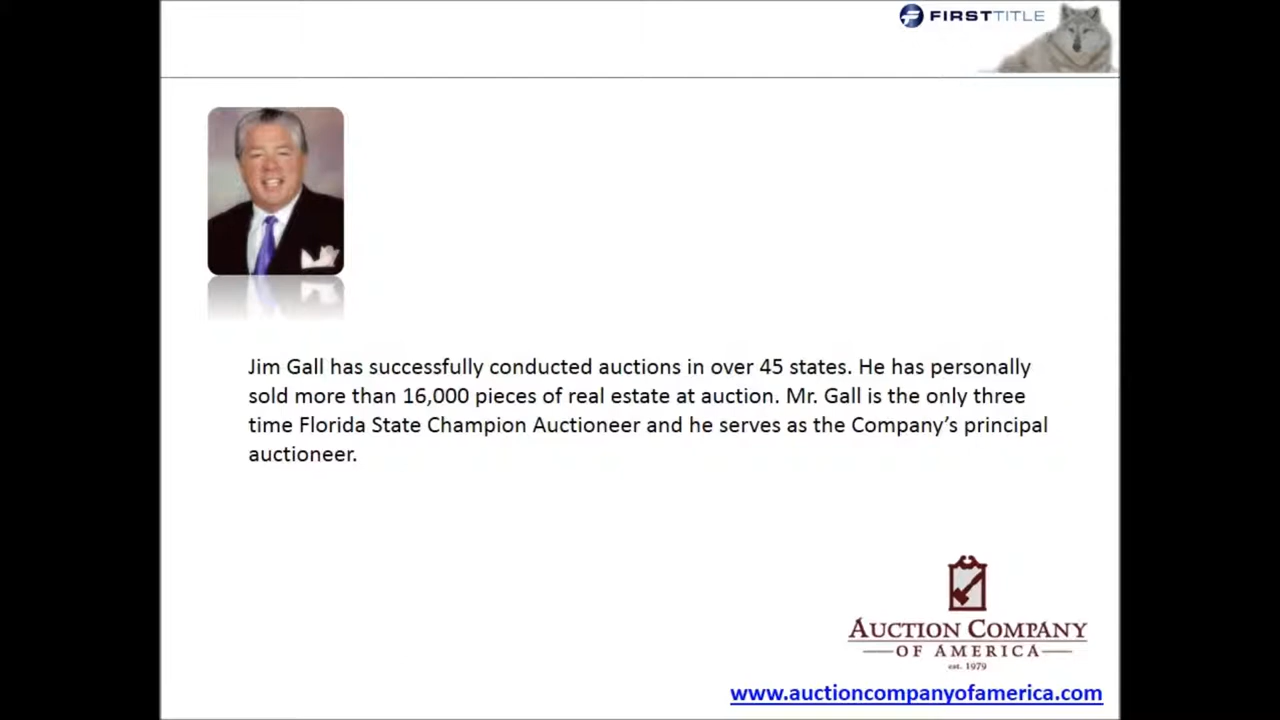 FIRSTTITLE
Jim Gall has successfully conducted auctions in over 45 states. He has personally
sold more than 16,000 pieces of real estate at auction. Mr. Gall is the only three
time Florida State Champion Auctioneer and he serves as the Company’s principal
auctioneer.
AUCTION COMPANY
OF AMERICA
est. 1979
www.auctioncompanyofamerica.com